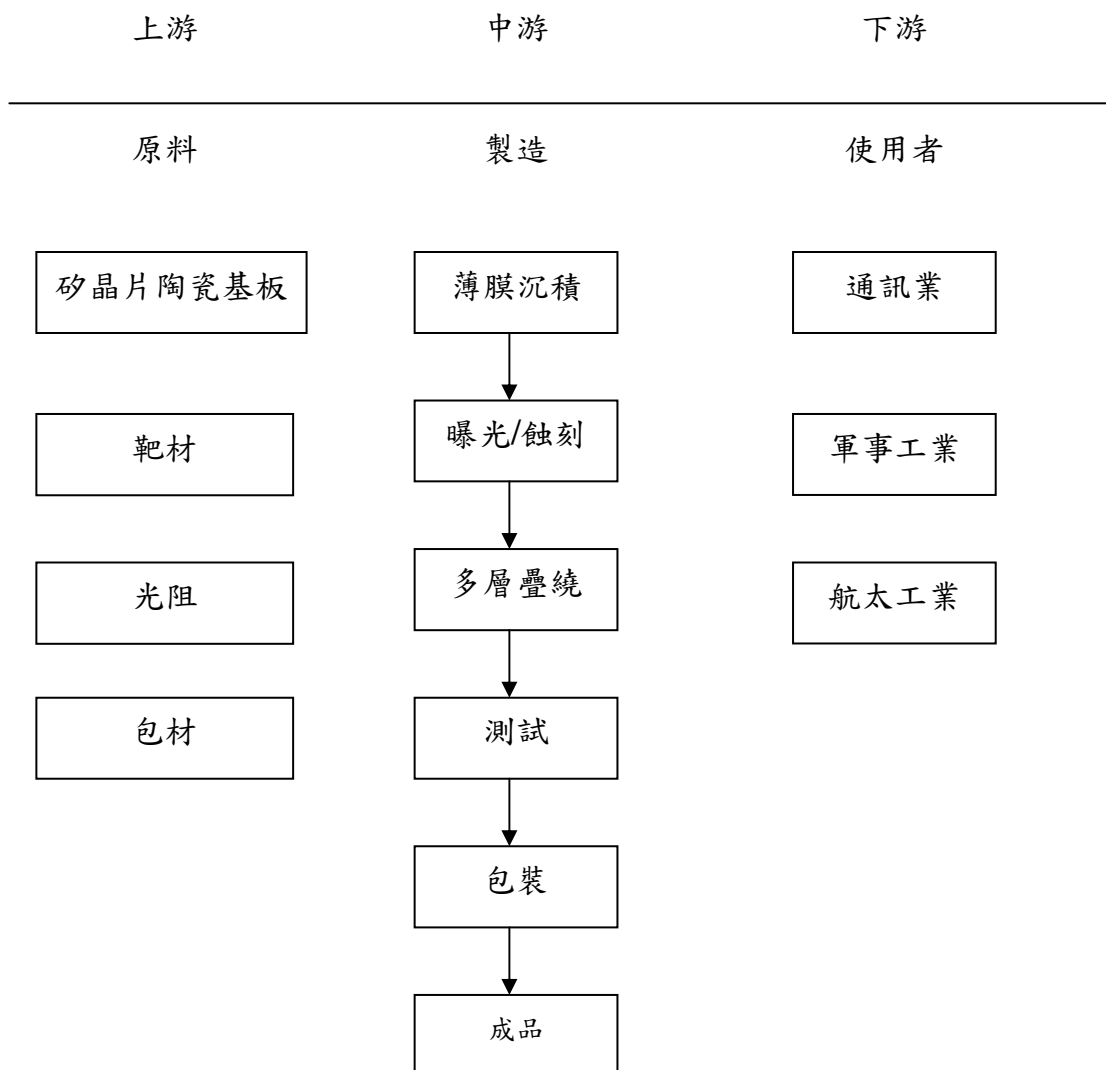 上游 中游 下游
原料 製造 使用者
矽晶片陶瓷基板 薄膜沉積 通訊業
靶材 曝光/蝕刻 軍事工業
光阻 多層疊繞 航太工業
包材 測試
包裝
成品